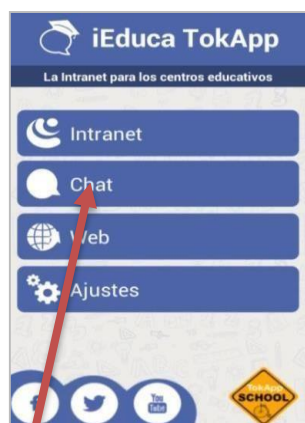 iEduca TokApp
La Intranet para los centros educativos
Intranet
Chat
Web
Ajustes
f
You
Tube
TokApp
SCHOOL